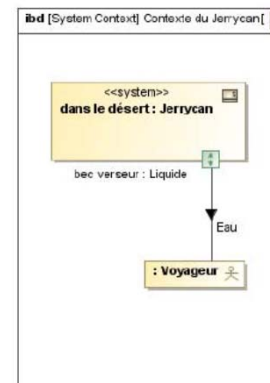 ibd [System Context] Contexte du Jerrycan[
<<system>>
dans le désert : Jerrycan
bec verseur : Liquide
Eau
: Voyageur